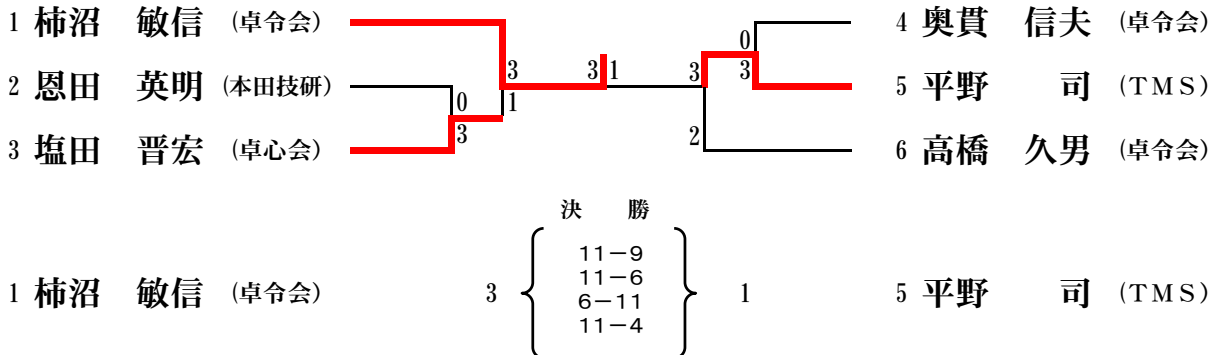 1 柿沼 敏信 (卓令会)
2 恩田 英明 (本田技研)
3 塩田 晋宏 (卓心会)
0
3
3
1
3 1
0
3
3
2
4 奥貫 信夫 (卓令会)
5 平野 司 (TMS)
6 高橋 久男 (卓令会)
決 勝
1 柿沼 敏信 (卓令会) 3
11－9
11－6
6－11
11－4
1 5 平野 司 (TMS)